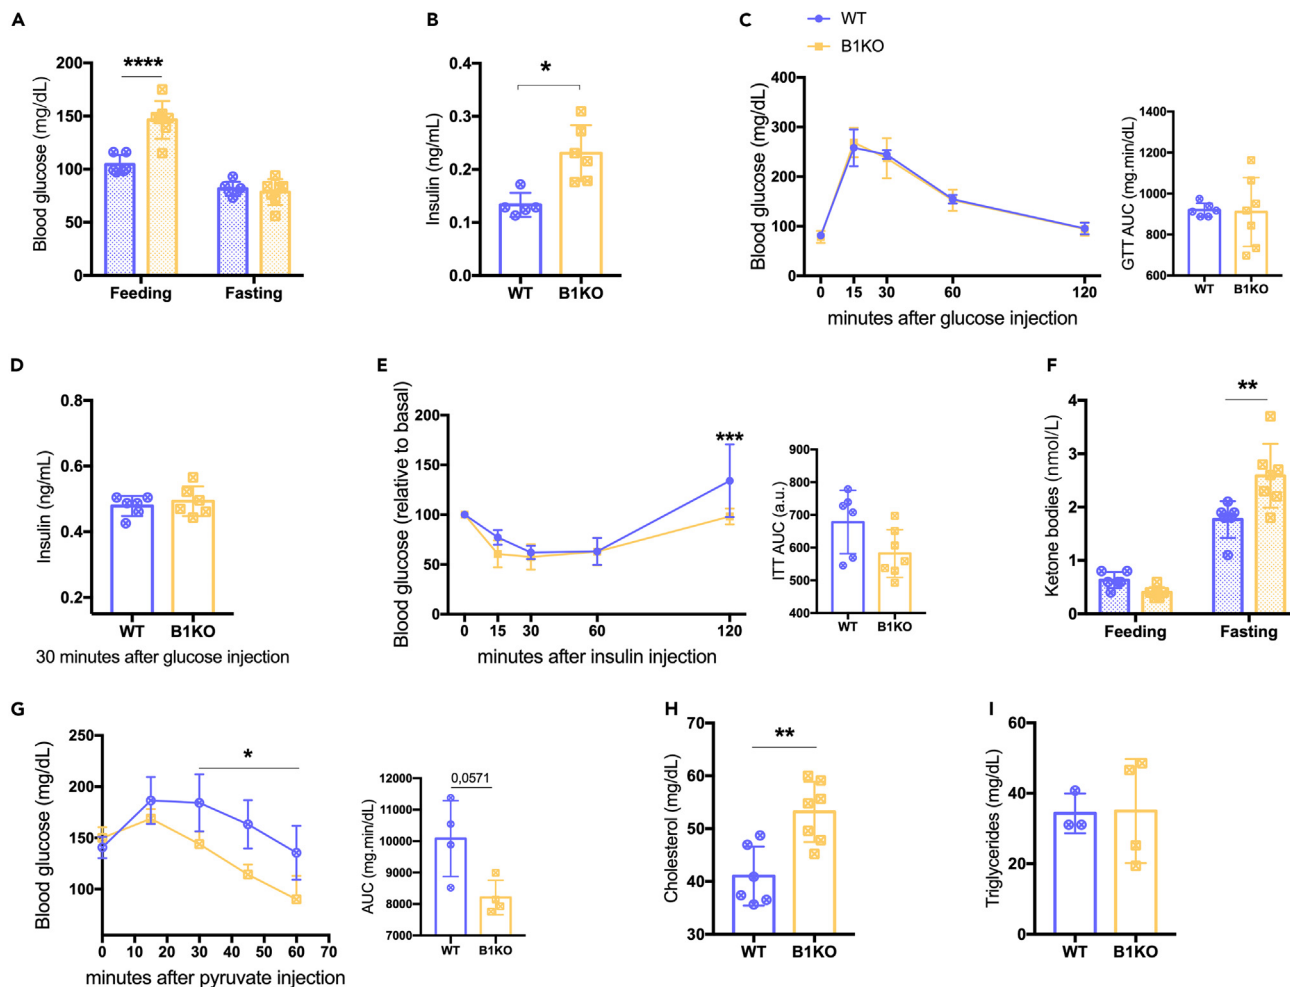 A
Blood glucose (mg/dL)
200
150
100
50
0
****
Feeding
Fasting
B
Insulin (ng/mL)
0.4
0.3
0.2
0.1
0.0
*
WT
B1KO
C
WT
B1KO
Blood glucose (mg/dL)
400
300
200
100
0
0
15
30
60
120
minutes after glucose injection
GTT AUC (mg.min/dL)
1400
1200
1000
800
600
WT
B1KO
D
Insulin (ng/mL)
0.8
0.6
0.4
0.2
WT
B1KO
30 minutes after glucose injection
E
Blood glucose (relative to basal)
200
150
100
50
0
***
0
15
30
60
120
minutes after insulin injection
ITT AUC (a.u.)
900
800
700
600
500
400
WT
B1KO
F
Ketone bodies (nmol/L)
4
3
2
1
0
**
Feeding
Fasting
G
Blood glucose (mg/dL)
250
200
150
100
*
0
10
20
30
40
50
60
70
minutes after pyruvate injection
AUC (mg.min/dL)
12000
11000
10000
9000
8000
7000
0,0571
WT
B1KO
H
Cholesterol (mg/dL)
70
60
50
40
30
**
WT
B1KO
I
Triglycerides (mg/dL)
60
40
20
0
WT
B1KO